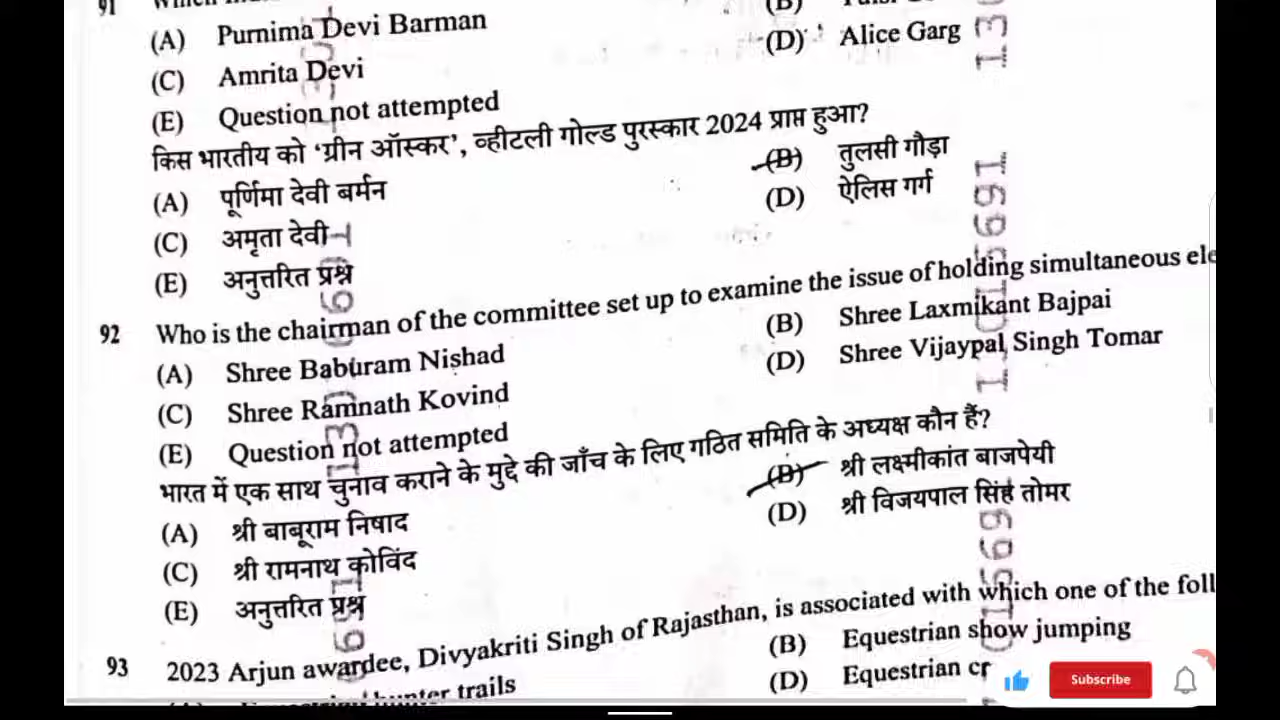 91
(A) Purnima Devi Barman (B)
(C) Amrita Devi (D) Alice Garg
(E) Question not attempted
किस भारतीय को ‘ग्रीन ऑस्कर’, व्हीटली गोल्ड पुरस्कार 2024 प्राप्त हुआ?
(A) पूर्णिमा देवी बर्मन (B) तुलसी गौड़ा
(C) अमृता देवी (D) ऐलिस गर्ग
(E) अनुत्तरित प्रश्न
92 Who is the chairman of the committee set up to examine the issue of holding simultaneous
(A) Shree Baburam Nishad (B) Shree Laxmikant Bajpai
(C) Shree Ramnath Kovind (D) Shree Vijaypal Singh Tomar
(E) Question not attempted
भारत में एक साथ चुनाव कराने के मुद्दे की जाँच के लिए गठित समिति के अध्यक्ष कौन हैं?
(A) श्री बाबूराम निषाद (B) श्री लक्ष्मीकांत बाजपेयी
(C) श्री रामनाथ कोविंद (D) श्री विजयपाल सिंह तोमर
(E) अनुत्तरित प्रश्न
93 2023 Arjun awardee, Divyakriti Singh of Rajasthan, is associated with which one of the
(B) Equestrian show jumping
trails (D) Equestrian
Subscribe